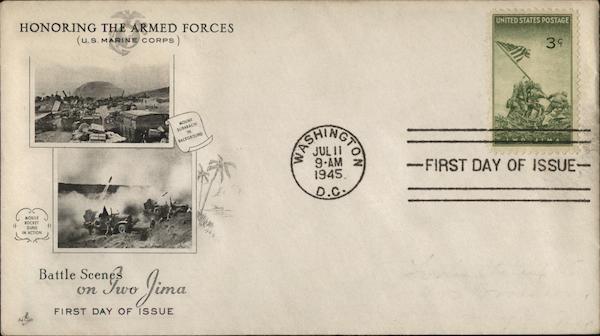 HONORING THE ARMED FORCES
(U.S. MARINE CORPS)
MOUNT
SURABACHI
IN
BACKGROUND
MOBILE
ROCKET
GUNS
IN ACTION
Battle Scenes
on Iwo Jima
FIRST DAY OF ISSUE
WASHINGTON
JUL 11
9-AM
1945
D.C.
UNITED STATES POSTAGE
3¢
FIRST DAY OF ISSUE